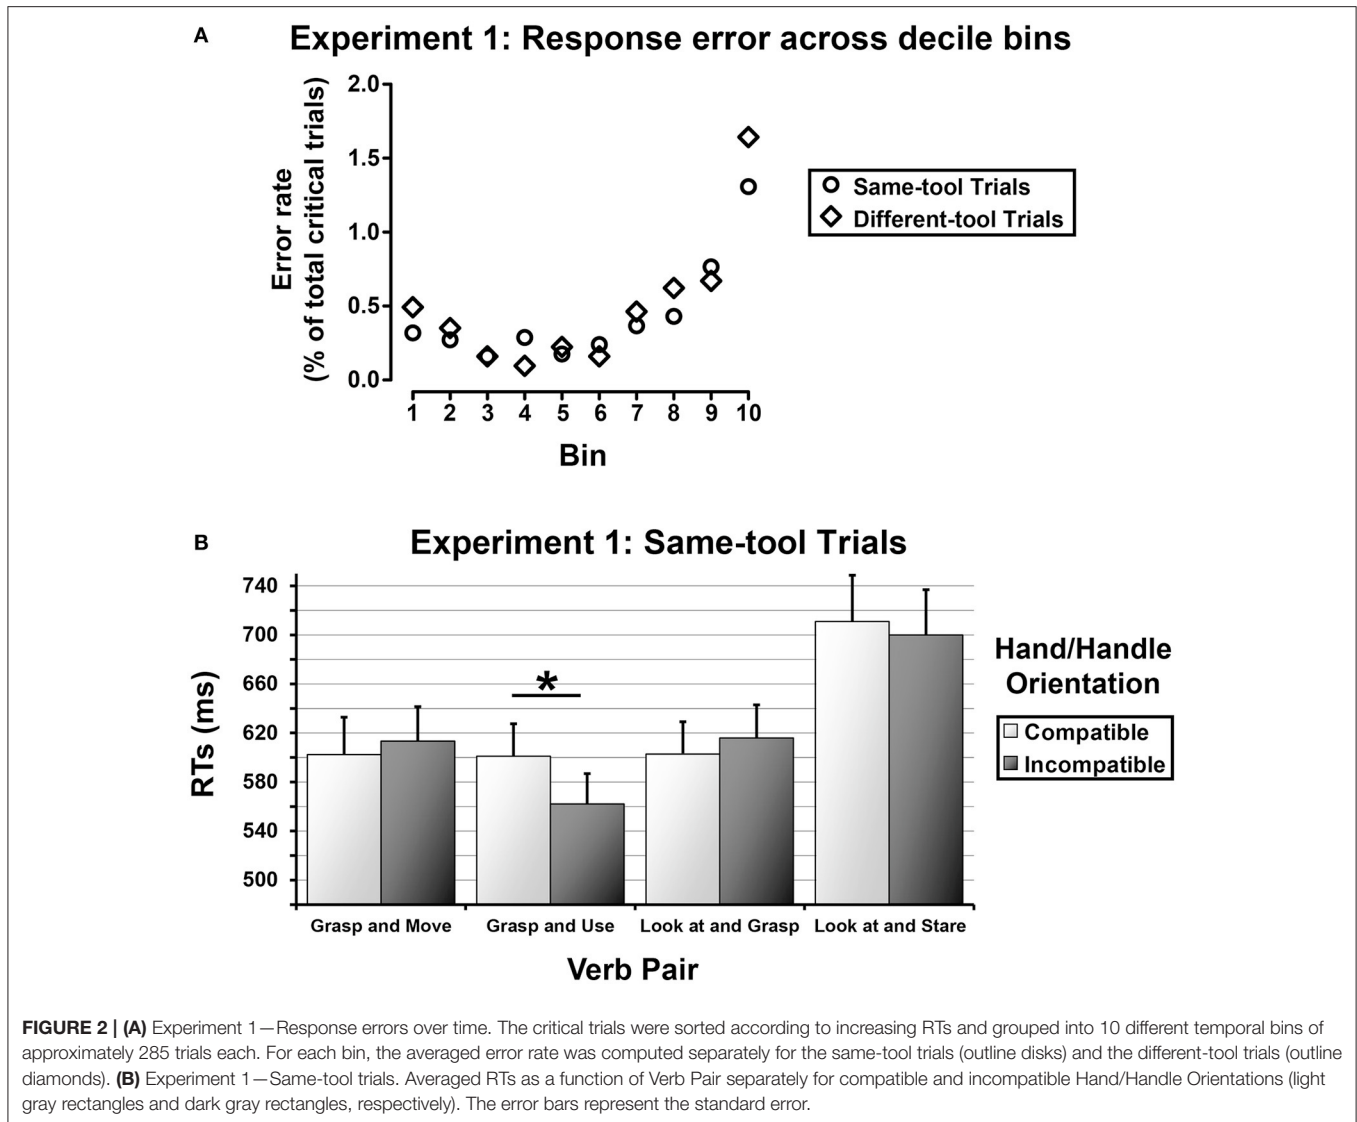 A
Experiment 1: Response error across decile bins
Error rate
(% of total critical trials)
2.0
1.5
1.0
0.5
0.0
1 2 3 4 5 6 7 8 9 10
Bin
Same-tool Trials
Different-tool Trials
B
Experiment 1: Same-tool Trials
RTs (ms)
740
700
660
620
580
540
500
*
Grasp and Move Grasp and Use Look at and Grasp Look at and Stare
Verb Pair
Hand/Handle
Orientation
Compatible
Incompatible
FIGURE 2 | (A) Experiment 1—Response errors over time. The critical trials were sorted according to increasing RTs and grouped into 10 different temporal bins of
approximately 285 trials each. For each bin, the averaged error rate was computed separately for the same-tool trials (outline disks) and the different-tool trials (outline
diamonds). (B) Experiment 1—Same-tool trials. Averaged RTs as a function of Verb Pair separately for compatible and incompatible Hand/Handle Orientations (light
gray rectangles and dark gray rectangles, respectively). The error bars represent the standard error.